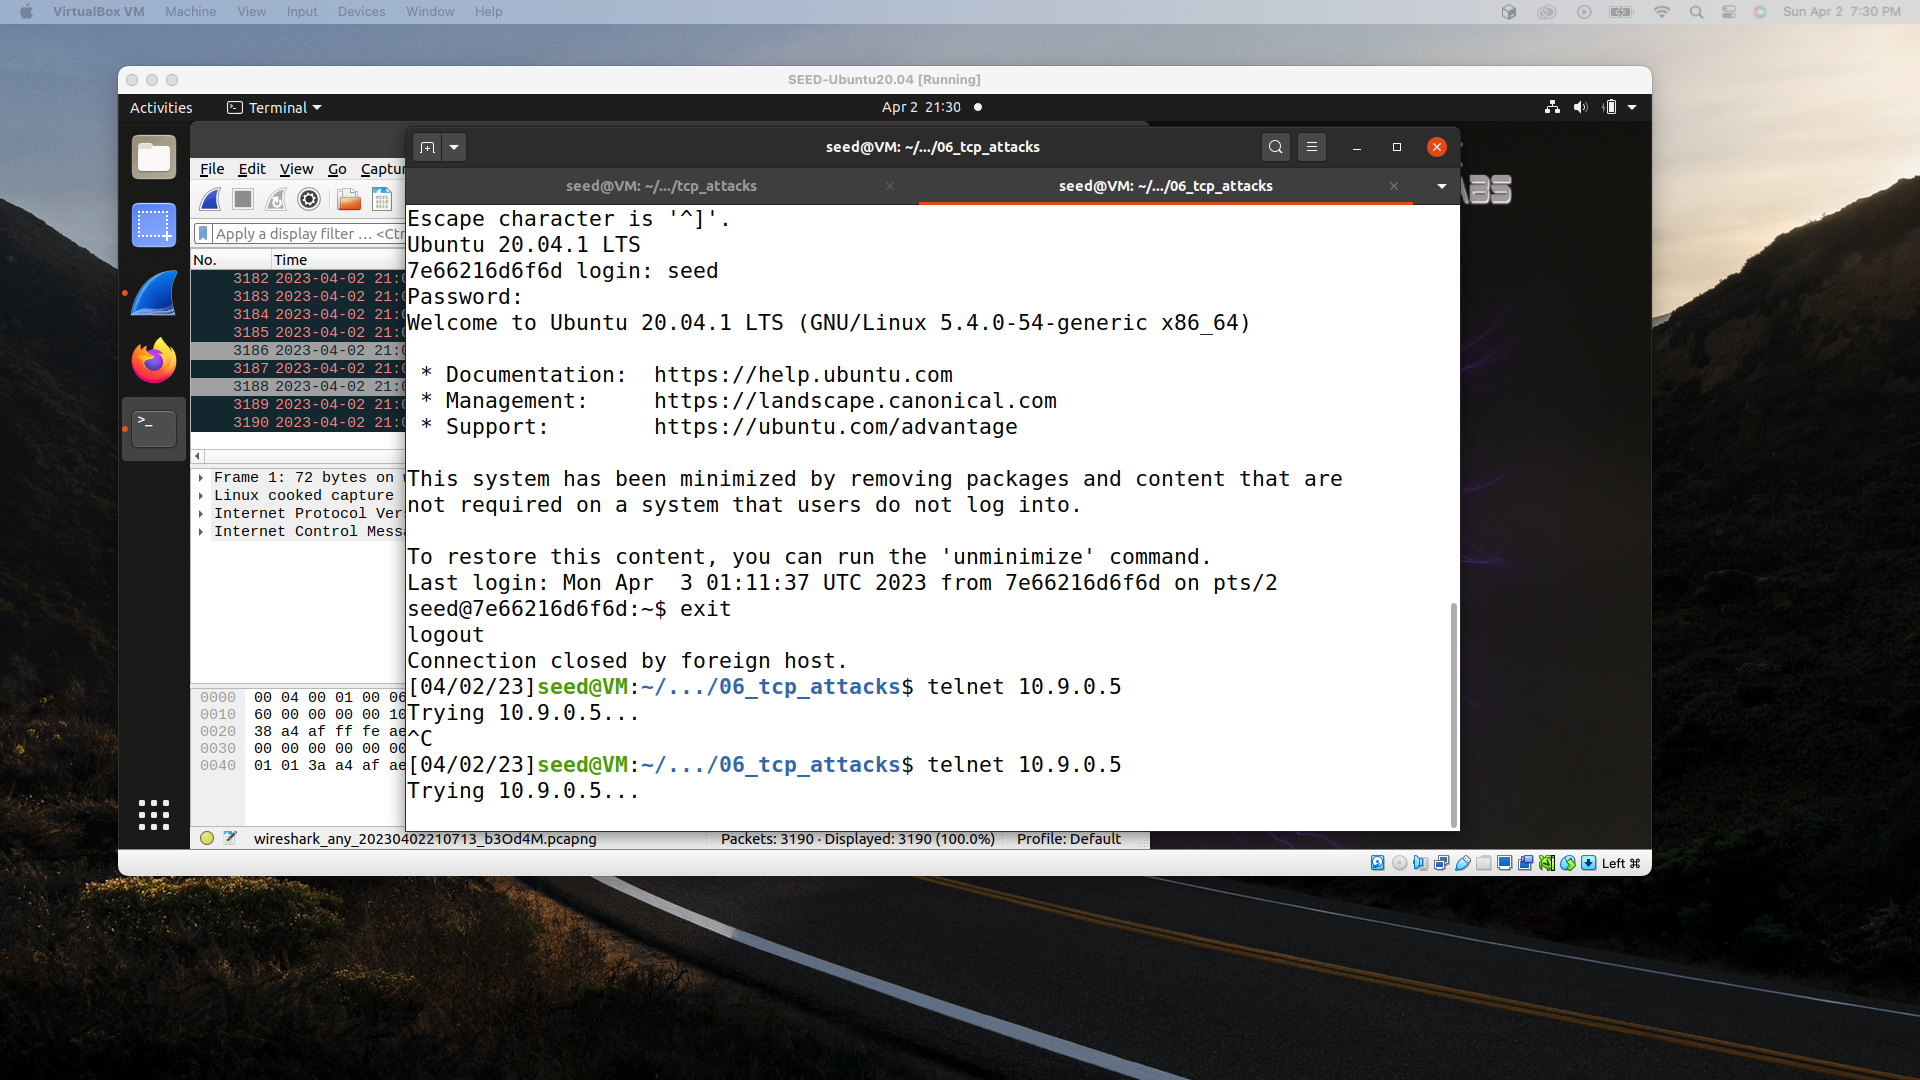 VirtualBox VM Machine View Input Devices Window Help Sun Apr 2 7:30 PM
SEED-Ubuntu20.04 [Running]
Activities Terminal Apr 2 21:30
seed@VM: ~/.../06_tcp_attacks
File Edit View Go Captur
seed@VM: ~/.../tcp_attacks seed@VM: ~/.../06_tcp_attacks
ABS
Apply a display filter ... <Ctr
No. Time
3182 2023-04-02 21:0
3183 2023-04-02 21:0
3184 2023-04-02 21:0
3185 2023-04-02 21:0
3186 2023-04-02 21:0
3187 2023-04-02 21:0
3188 2023-04-02 21:0
3189 2023-04-02 21:0
3190 2023-04-02 21:0
Frame 1: 72 bytes on w
Linux cooked capture
Internet Protocol Vers
Internet Control Messa
0000 00 04 00 01 00 06
0010 60 00 00 00 00 10
0020 38 a4 af ff fe ae
0030 00 00 00 00 00 00
0040 01 01 3a a4 af ae
Escape character is '^]'.
Ubuntu 20.04.1 LTS
7e66216d6f6d login: seed
Password:
Welcome to Ubuntu 20.04.1 LTS (GNU/Linux 5.4.0-54-generic x86_64)
* Documentation: https://help.ubuntu.com
* Management: https://landscape.canonical.com
* Support: https://ubuntu.com/advantage
This system has been minimized by removing packages and content that are
not required on a system that users do not log into.
To restore this content, you can run the 'unminimize' command.
Last login: Mon Apr  3 01:11:37 UTC 2023 from 7e66216d6f6d on pts/2
seed@7e66216d6f6d:~$ exit
logout
Connection closed by foreign host.
[04/02/23]seed@VM:~/.../06_tcp_attacks$ telnet 10.9.0.5
Trying 10.9.0.5...
^C
[04/02/23]seed@VM:~/.../06_tcp_attacks$ telnet 10.9.0.5
Trying 10.9.0.5...
wireshark_any_20230402210713_b3Od4M.pcapng Packets: 3190 · Displayed: 3190 (100.0%) Profile: Default
Left ⌘